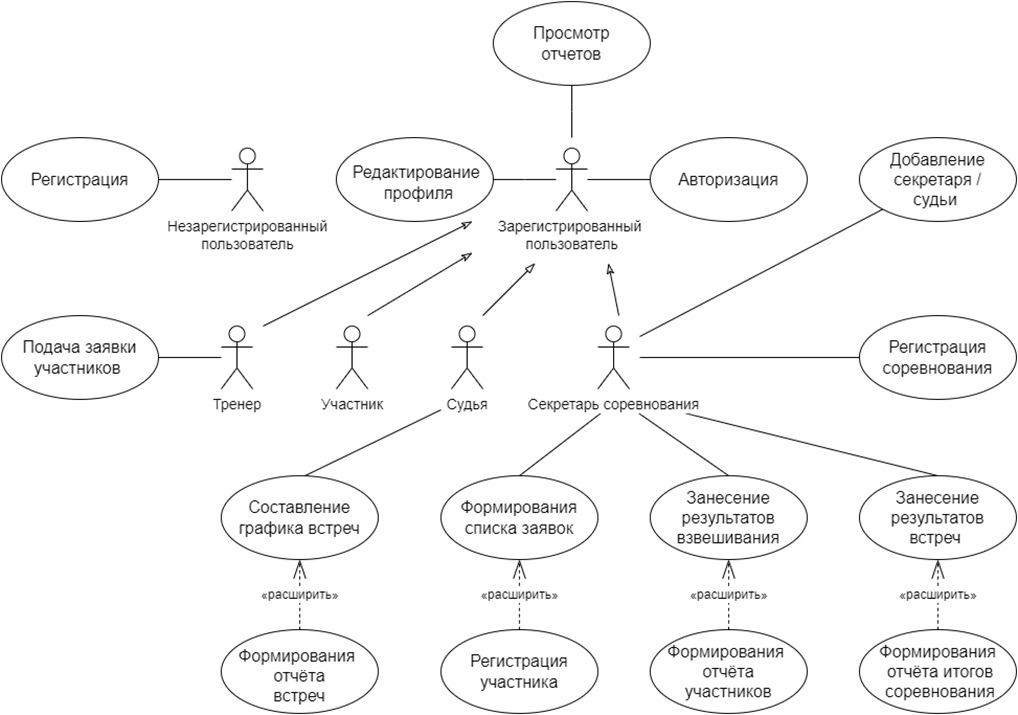 Просмотр
отчетов
Регистрация
Незарегистрированный
пользователь
Редактирование
профиля
Зарегистрированный
пользователь
Авторизация
Добавление
секретаря /
судьи
Подача заявки
участников
Тренер
Участник
Судья
Секретарь соревнования
Регистрация
соревнования
Составление
графика встреч
Формирования
списка заявок
Занесение
результатов
взвешивания
Занесение
результатов
встреч
«расширить»
«расширить»
«расширить»
«расширить»
Формирования
отчёта
встреч
Регистрация
участника
Формирования
отчёта
участников
Формирования
отчёта итогов
соревнования